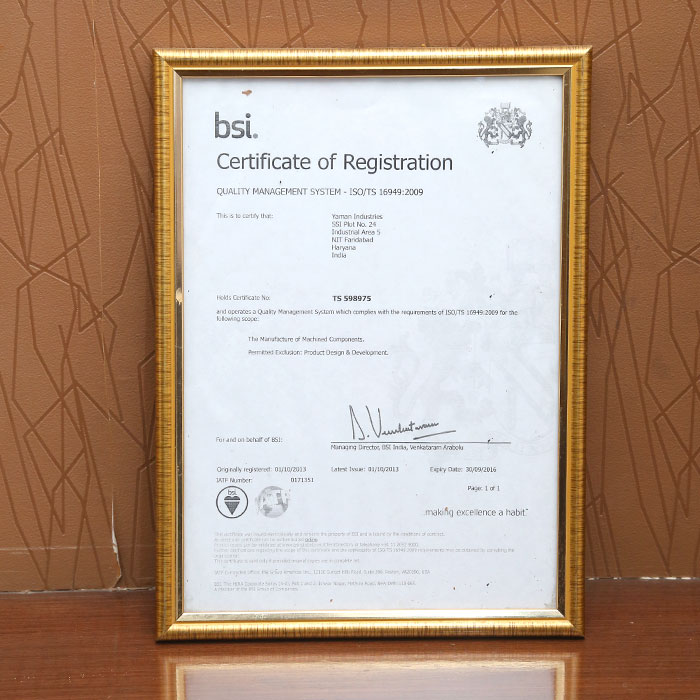 bsi.
Certificate of Registration
QUALITY MANAGEMENT SYSTEM - ISO/TS 16949:2009
This is to certify that:
Yaman Industries
SSI Plot No. 24
Industrial Area 5
NIT Faridabad
Haryana
India
Holds Certificate No:
TS 598975
and operates a Quality Management System which complies with the requirements of ISO/TS 16949:2009 for the
following scope:
The Manufacture of Machined Components.
Permitted Exclusion: Product Design & Development.
For and on behalf of BSI:
Managing Director, BSI India, Venkataram Arabolu
Originally registered: 01/10/2013
Latest Issue: 01/10/2013
Expiry Date: 30/09/2016
IATF Number:
0171351
Page: 1 of 1
bsi.
...making excellence a habit.™